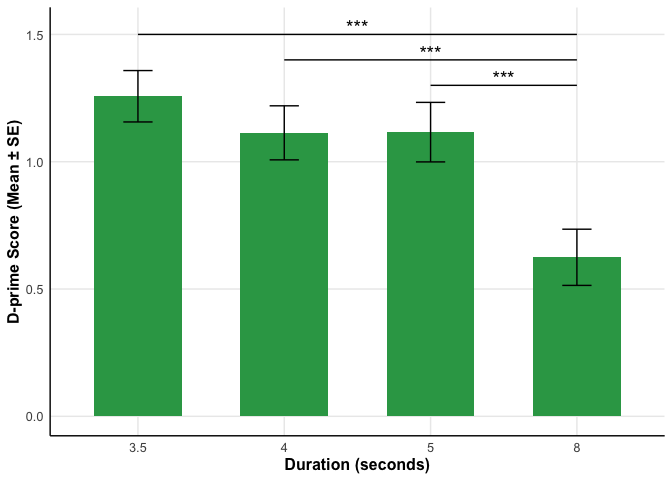 ***
***
***
1.5
1.0
0.5
0.0
D-prime Score (Mean ± SE)
3.5 4 5 8
Duration (seconds)